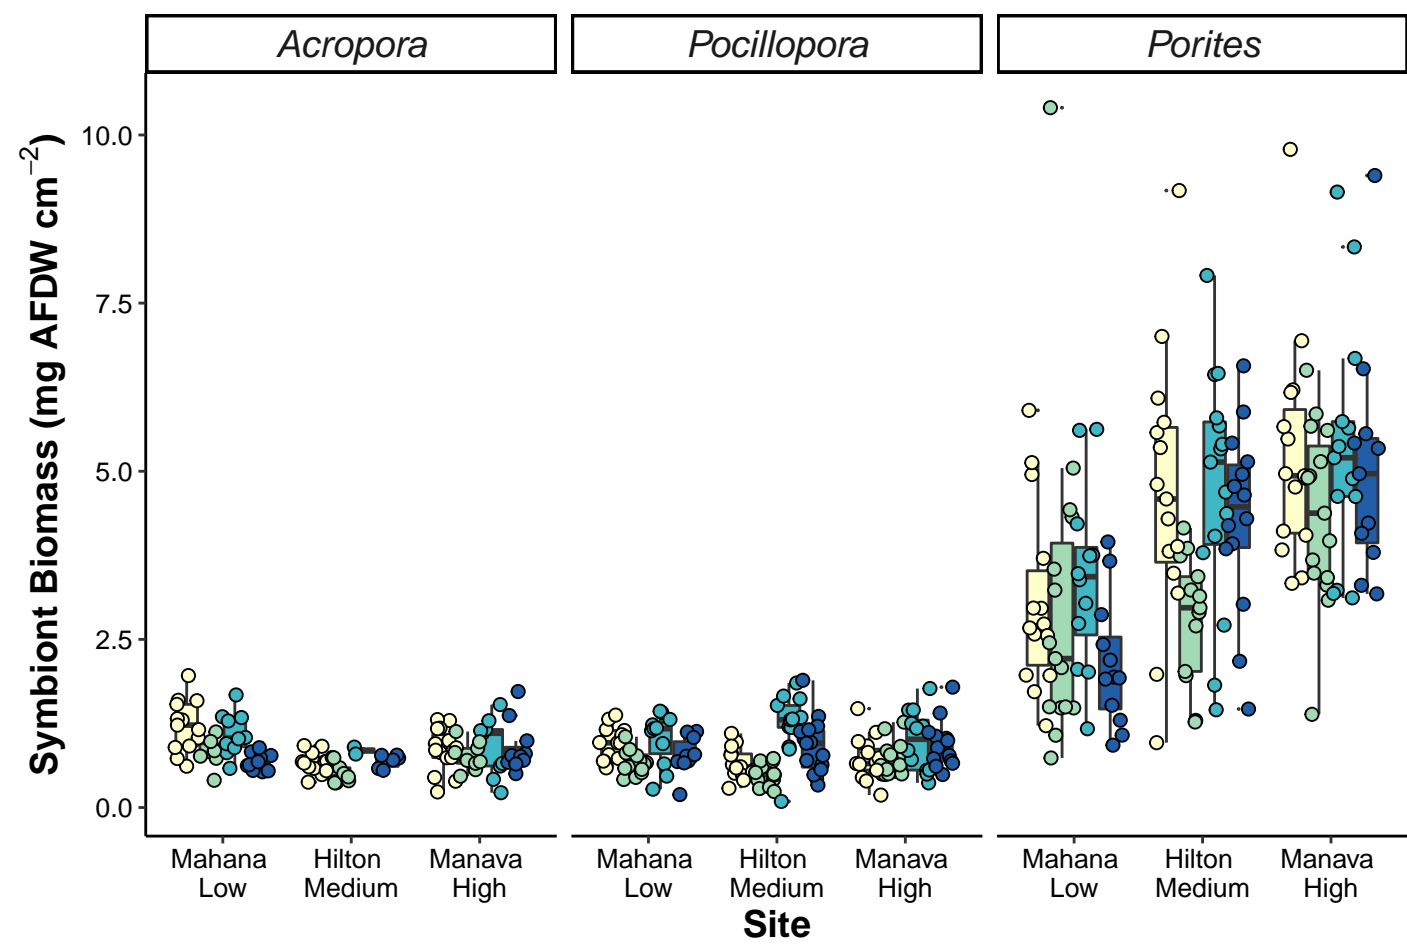 Acropora Pocillopora Porites
Symbiont Biomass (mg AFDW cm⁻²)
10.0
7.5
5.0
2.5
0.0
Mahana Low Hilton Medium Manava High Mahana Low Hilton Medium Manava High Mahana Low Hilton Medium Manava High
Site